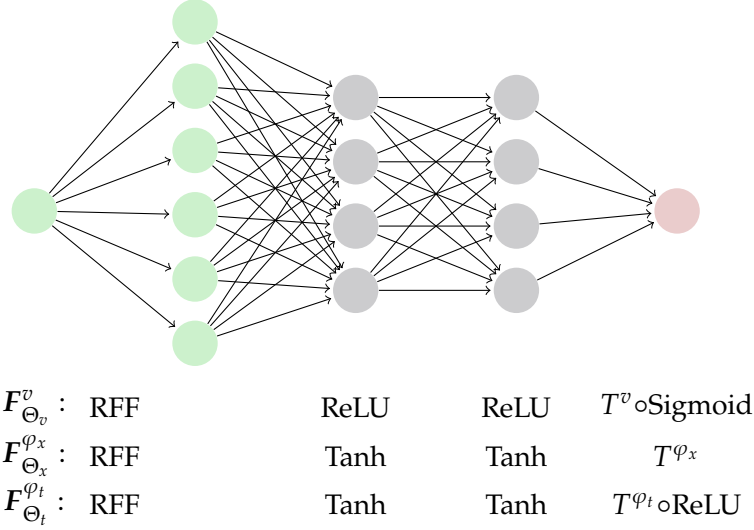 F^v_{Θ_v} : RFF ReLU ReLU T^v∘Sigmoid
F^{φ_x}_{Θ_x} : RFF Tanh Tanh T^{φ_x}
F^{φ_t}_{Θ_t} : RFF Tanh Tanh T^{φ_t}∘ReLU